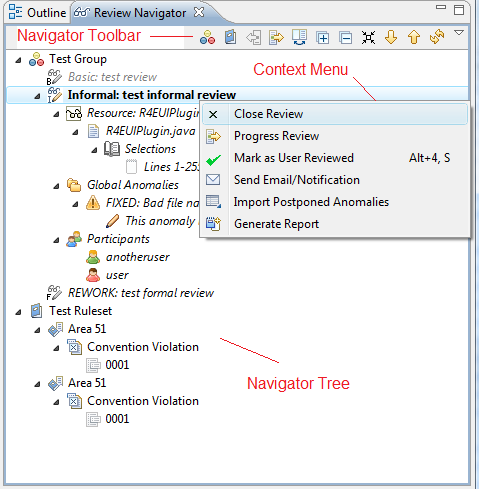 Outline Review Navigator
Navigator Toolbar
Test Group
Context Menu
Basic: test review
Informal: test informal review
Resource: R4EUIPlugin.
Close Review
R4EUIPlugin.java
Progress Review
Selections
Mark as User Reviewed Alt+4, S
Lines 1-25
Send Email/Notification
Global Anomalies
Import Postponed Anomalies
FIXED: Bad file na
Generate Report
This anomaly
Participants
anotheruser
user
REWORK: test formal review
Test Ruleset
Area 51
Convention Violation
0001
Navigator Tree
Area 51
Convention Violation
0001